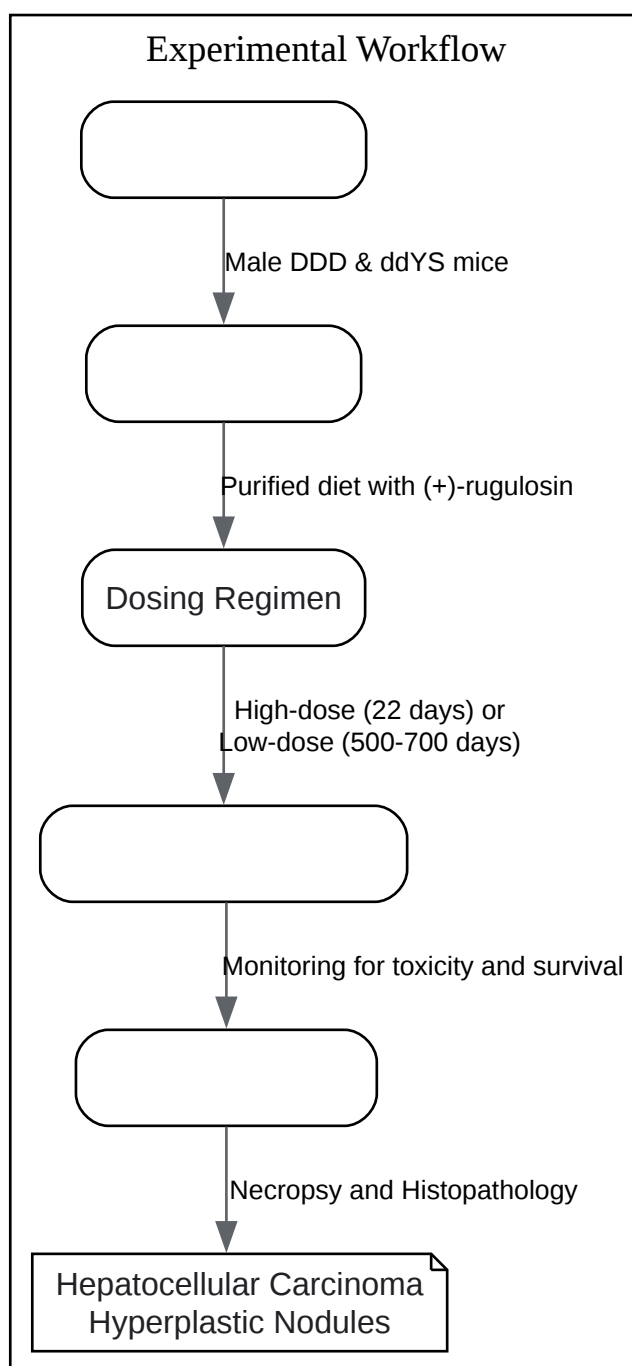 Experimental Workflow
Male DDD & ddYS mice
Purified diet with (+)-rugulosin
Dosing Regimen
High-dose (22 days) or
Low-dose (500-700 days)
Monitoring for toxicity and survival
Necropsy and Histopathology
Hepatocellular Carcinoma
Hyperplastic Nodules